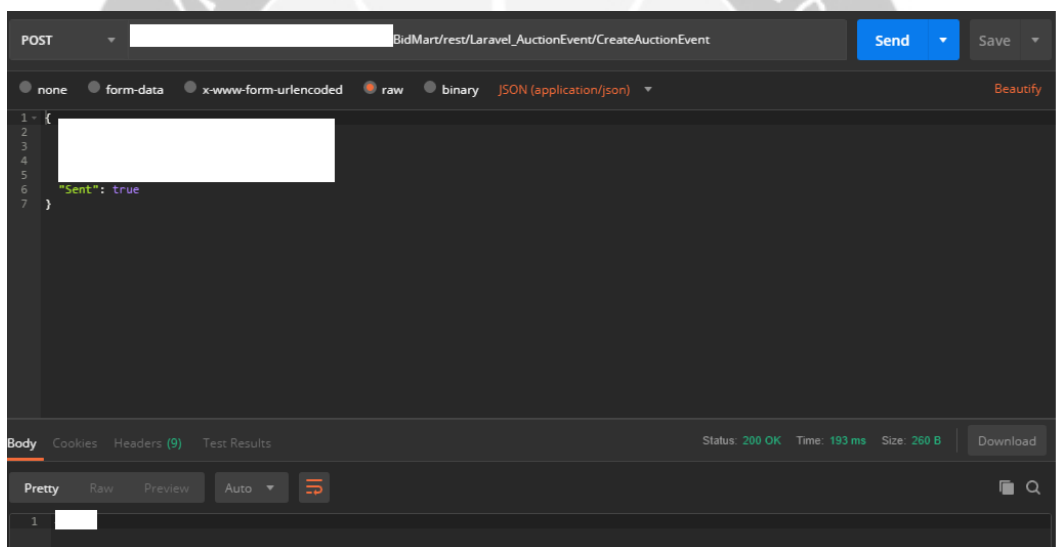 POST BidMart/rest/Laravel_AuctionEvent/CreateAuctionEvent Send Save
none form-data x-www-form-urlencoded raw binary JSON (application/json) Beautify
1 {
2
3
4
5
6 "Sent": true
7 }
Body Cookies Headers (9) Test Results Status: 200 OK Time: 193 ms Size: 260 B Download
Pretty Raw Preview Auto
1